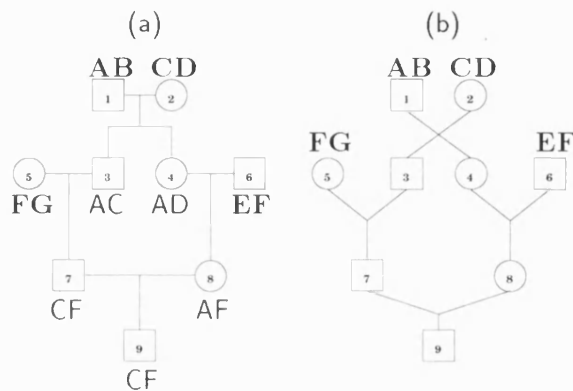 (a) (b)
AB CD AB CD
1 2 1 2
FG EF
5 3 4 6 5 3 4 6
FG AC AD EF
7 8 7 8
CF AF
9 9
CF